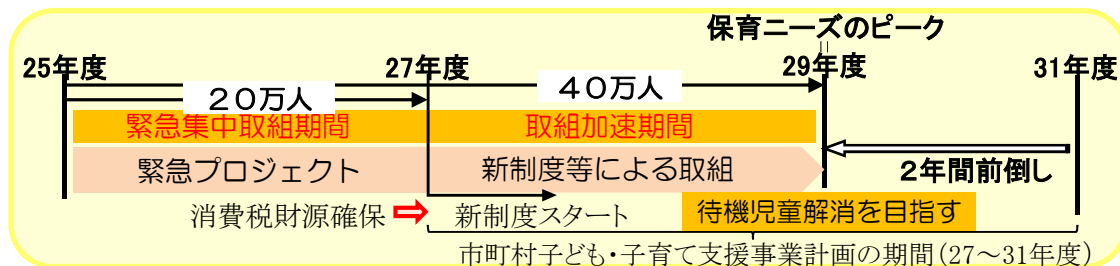 保育ニーズのピーク
25年度 27年度 29年度 31年度
20万人 40万人
緊急集中取組期間 取組加速期間
緊急プロジェクト 新制度等による取組 2年間前倒し
消費税財源確保 新制度スタート 待機児童解消を目指す
市町村子ども・子育て支援事業計画の期間(27～31年度)